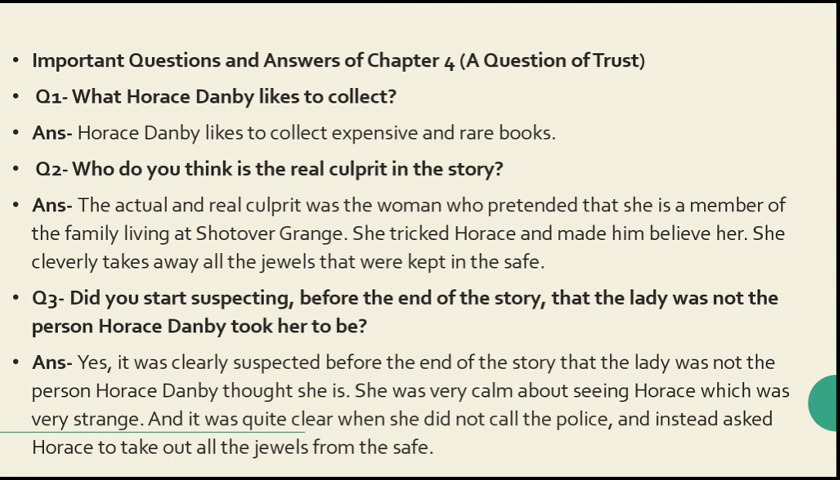 • Important Questions and Answers of Chapter 4 (A Question of Trust)
• Q1- What Horace Danby likes to collect?
• Ans- Horace Danby likes to collect expensive and rare books.
• Q2- Who do you think is the real culprit in the story?
• Ans- The actual and real culprit was the woman who pretended that she is a member of
the family living at Shotover Grange. She tricked Horace and made him believe her. She
cleverly takes away all the jewels that were kept in the safe.
• Q3- Did you start suspecting, before the end of the story, that the lady was not the
person Horace Danby took her to be?
• Ans- Yes, it was clearly suspected before the end of the story that the lady was not the
person Horace Danby thought she is. She was very calm about seeing Horace which was
very strange. And it was quite clear when she did not call the police, and instead asked
Horace to take out all the jewels from the safe.